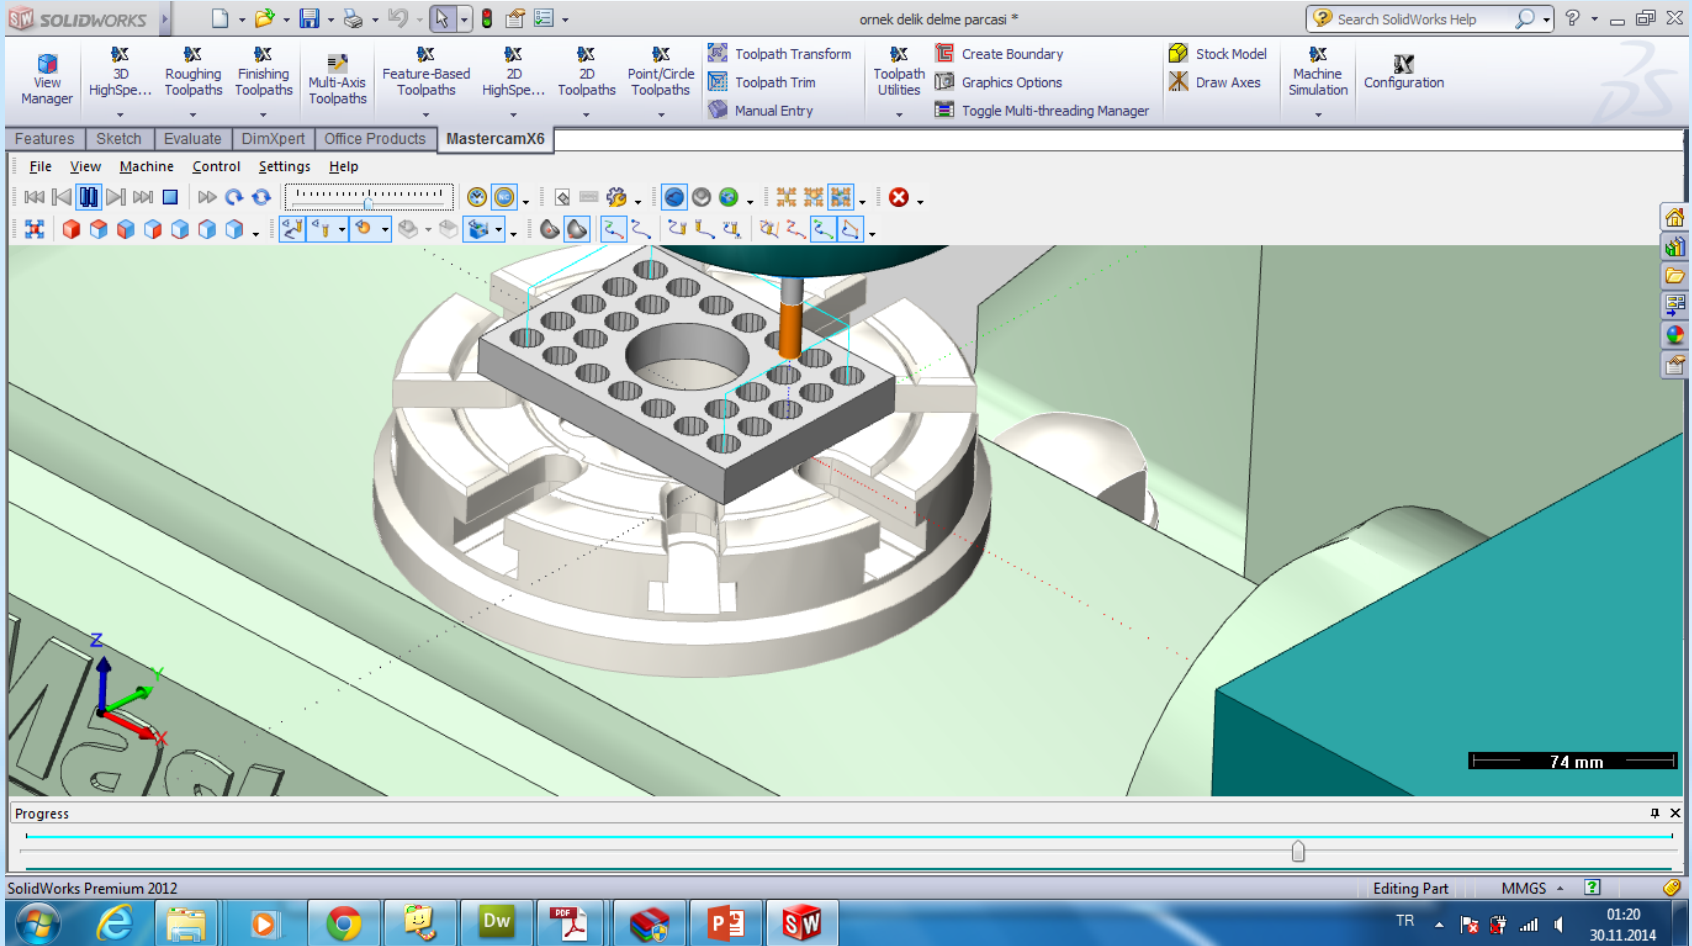 SOLIDWORKS
ornek delik delme parcasi *
Search SolidWorks Help
View Manager
3D HighSpe...
Roughing Toolpaths
Finishing Toolpaths
Multi-Axis Toolpaths
Feature-Based Toolpaths
2D HighSpe...
2D Toolpaths
Point/Circle Toolpaths
Toolpath Transform
Toolpath Trim
Manual Entry
Toolpath Utilities
Create Boundary
Graphics Options
Toggle Multi-threading Manager
Stock Model
Draw Axes
Machine Simulation
Configuration
Features Sketch Evaluate DimXpert Office Products MastercamX6
File View Machine Control Settings Help
Z
Y
X
Mas
74 mm
Progress
SolidWorks Premium 2012 Editing Part MMGS
Dw
PDF
P
SW
TR
01:20
30.11.2014